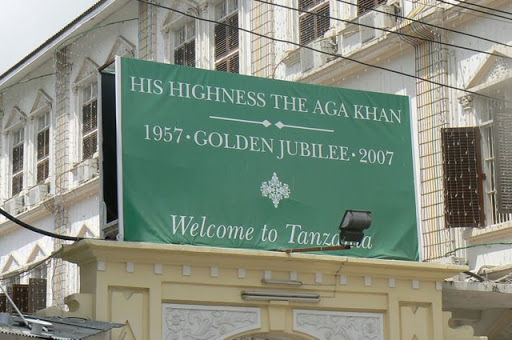 HIS HIGHNESS THE AGA KHAN
1957 · GOLDEN JUBILEE · 2007
Welcome to Tanzania